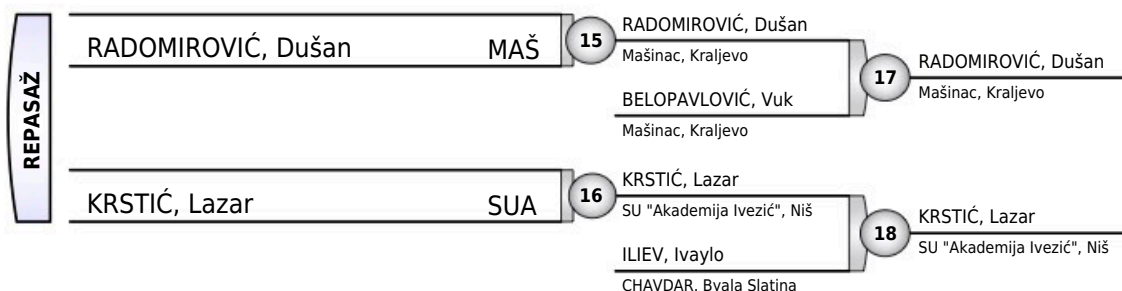 REPASAŽ
RADOMIROVIĆ, Dušan MAŠ
15
RADOMIROVIĆ, Dušan
Mašinac, Kraljevo
BELOPAVLOVIĆ, Vuk
Mašinac, Kraljevo
17
RADOMIROVIĆ, Dušan
Mašinac, Kraljevo
KRSTIĆ, Lazar SUA
16
KRSTIĆ, Lazar
SU "Akademija Ivezić", Niš
ILIEV, Ivaylo
CHAVDAR, Byala Slatina
18
KRSTIĆ, Lazar
SU "Akademija Ivezić", Niš